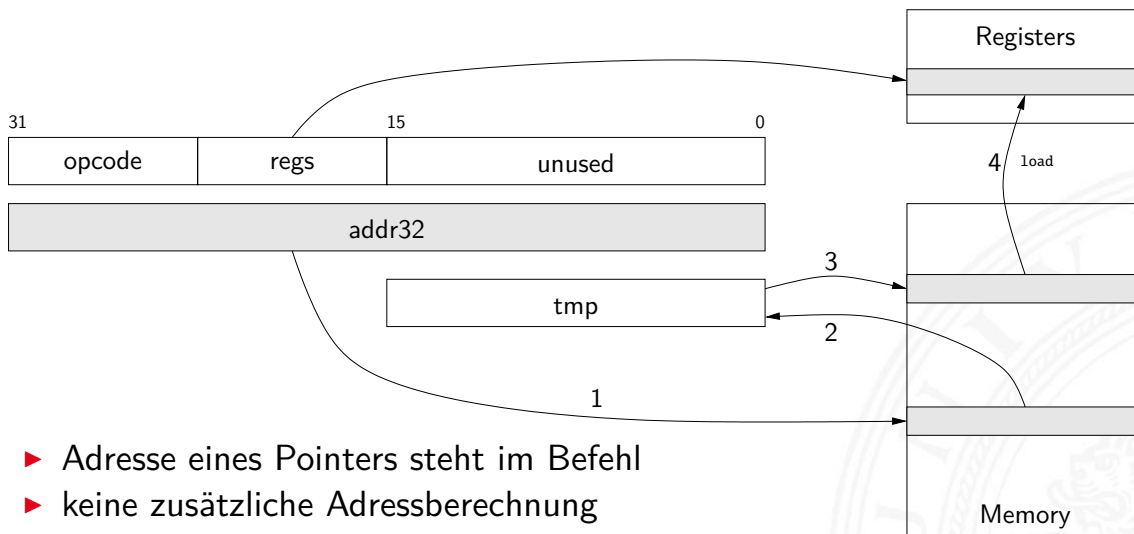 Registers
31 15 0
opcode regs unused
4 load
addr32
3
tmp
2
1
▶ Adresse eines Pointers steht im Befehl
▶ keine zusätzliche Adressberechnung
Memory